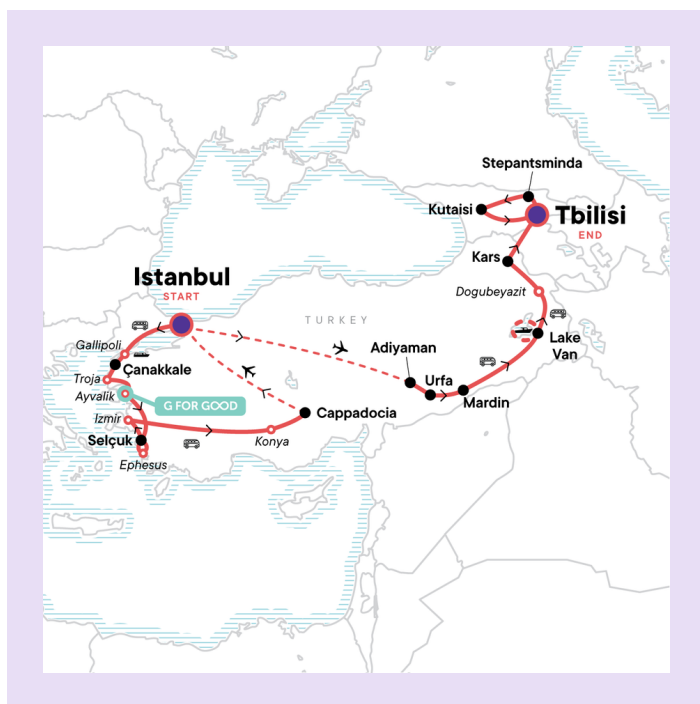 Stepantsminda
Kutaisi
Tbilisi
END
Kars
Istanbul
START
Dogubeyazit
TURKEY
Gallipoli
Adiyaman
Lake
Van
Çanakkale
Troja
Urfa
Ayvalik
Mardin
G FOR GOOD
Izmir
Cappadocia
Selçuk
Konya
Ephesus